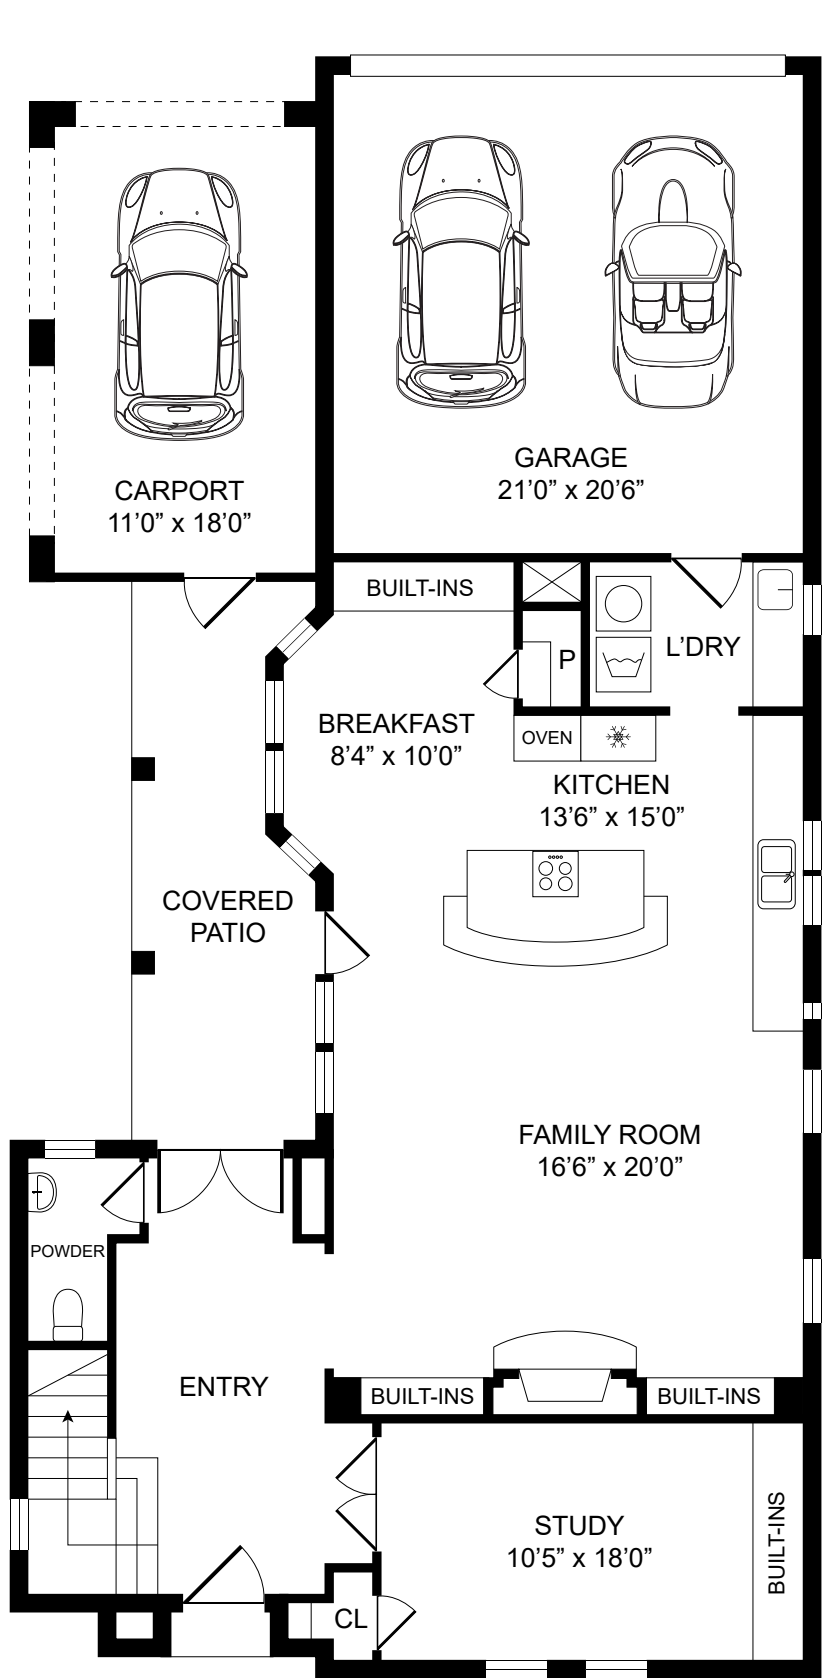 GARAGE
21’0” x 20’6”
CARPORT
11’0” x 18’0”
BUILT-INS
L’DRY
P
BREAKFAST
8’4” x 10’0”
OVEN
KITCHEN
13’6” x 15’0”
COVERED
PATIO
FAMILY ROOM
16’6” x 20’0”
POWDER
ENTRY
BUILT-INS
BUILT-INS
STUDY
10’5” x 18’0”
BUILT-INS
CL